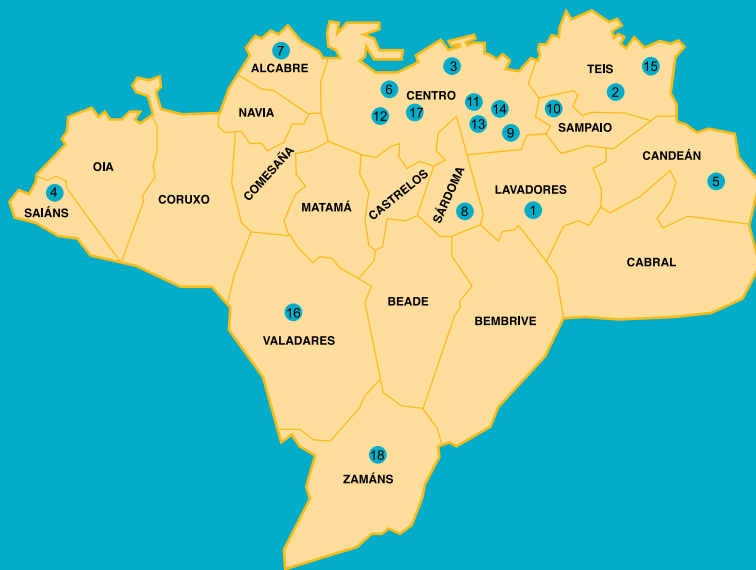 7
ALCABRE
3
TEIS
15
6
CENTRO
2
NAVIA
12
17
11
14
13
9
10
SAMPAIO
OIA
COMESAÑA
CANDEÁN
4
SAIÁNS
CORUXO
MATAMÁ
CASTRELOS
SÁRDOMA
8
LAVADORES
1
5
CABRAL
16
VALADARES
BEADE
BEMBRIVE
18
ZAMÁNS